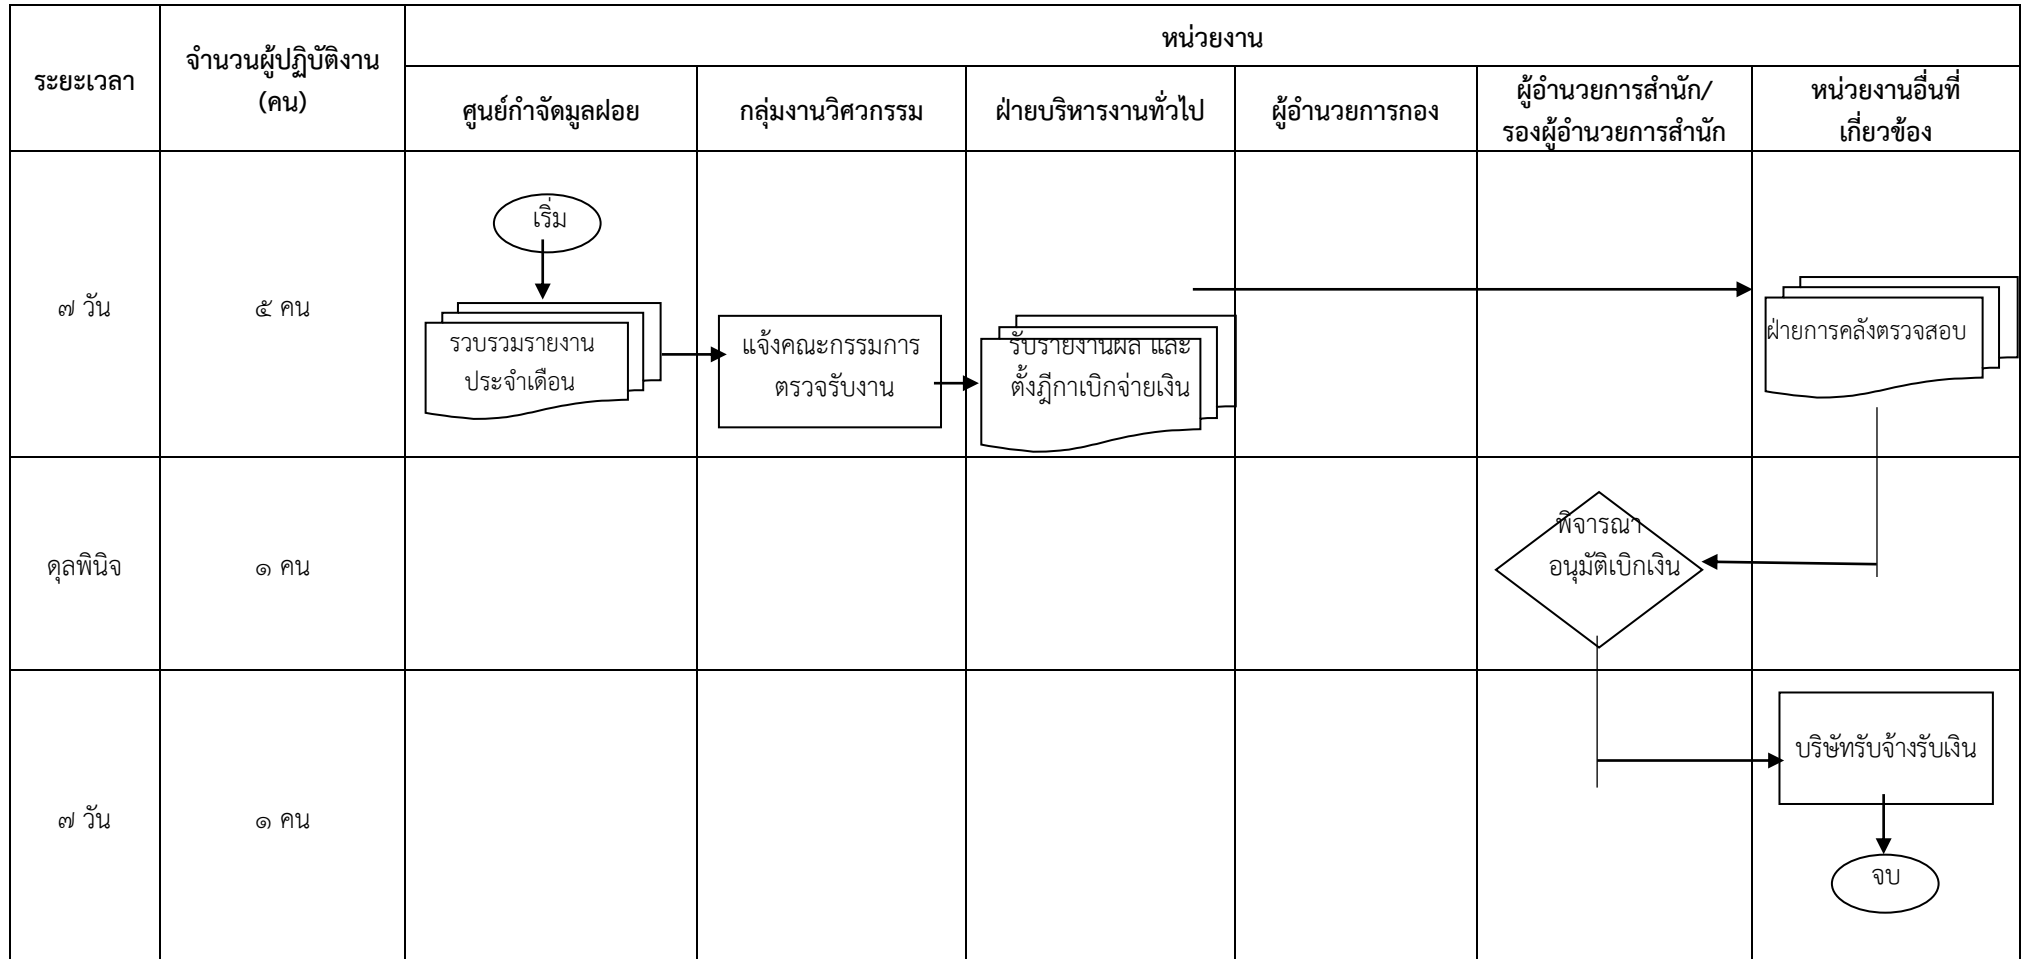 ระยะเวลา
จำนวนผู้ปฏิบัติงาน
(คน)
หน่วยงาน
ศูนย์กำจัดมูลฝอย
กลุ่มงานวิศวกรรม
ฝ่ายบริหารงานทั่วไป
ผู้อำนวยการกอง
ผู้อำนวยการสำนัก/
รองผู้อำนวยการสำนัก
หน่วยงานอื่นที่
เกี่ยวข้อง
๗ วัน
๕ คน
เริ่ม
รวบรวมรายงาน
ประจำเดือน
แจ้งคณะกรรมการ
ตรวจรับงาน
รับรายงานผล และ
ตั้งฎีกาเบิกจ่ายเงิน
ฝ่ายการคลังตรวจสอบ
ดุลพินิจ
๑ คน
พิจารณา
อนุมัติเบิกเงิน
๗ วัน
๑ คน
บริษัทรับจ้างรับเงิน
จบ